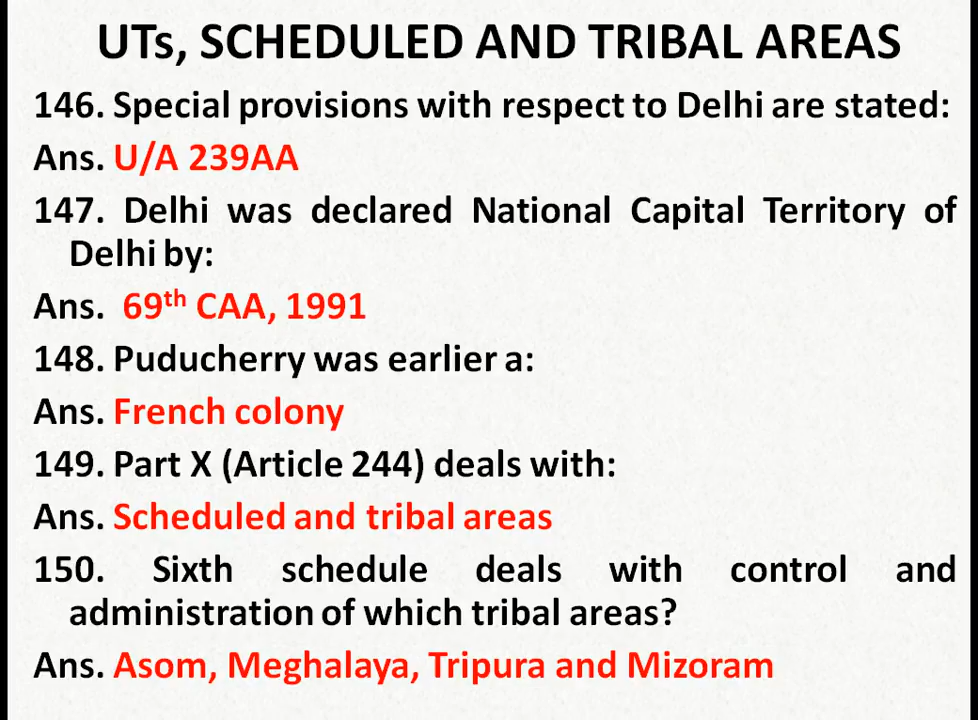 UTs, SCHEDULED AND TRIBAL AREAS
146. Special provisions with respect to Delhi are stated:
Ans. U/A 239AA
147. Delhi was declared National Capital Territory of
Delhi by:
Ans. 69th CAA, 1991
148. Puducherry was earlier a:
Ans. French colony
149. Part X (Article 244) deals with:
Ans. Scheduled and tribal areas
150. Sixth schedule deals with control and
administration of which tribal areas?
Ans. Asom, Meghalaya, Tripura and Mizoram